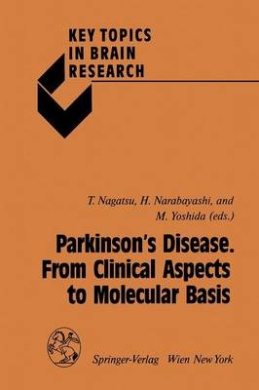 KEY TOPICS
IN BRAIN
RESEARCH
T. Nagatsu, H. Narabayashi, and
M. Yoshida (eds.)
Parkinson's Disease.
From Clinical Aspects
to Molecular Basis
Springer-Verlag Wien New York